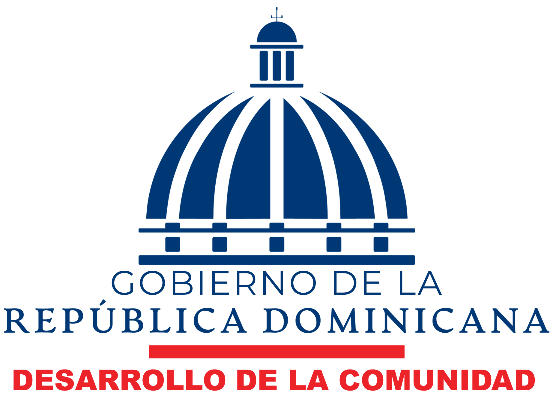 GOBIERNO DE LA
REPÚBLICA DOMINICANA
DESARROLLO DE LA COMUNIDAD